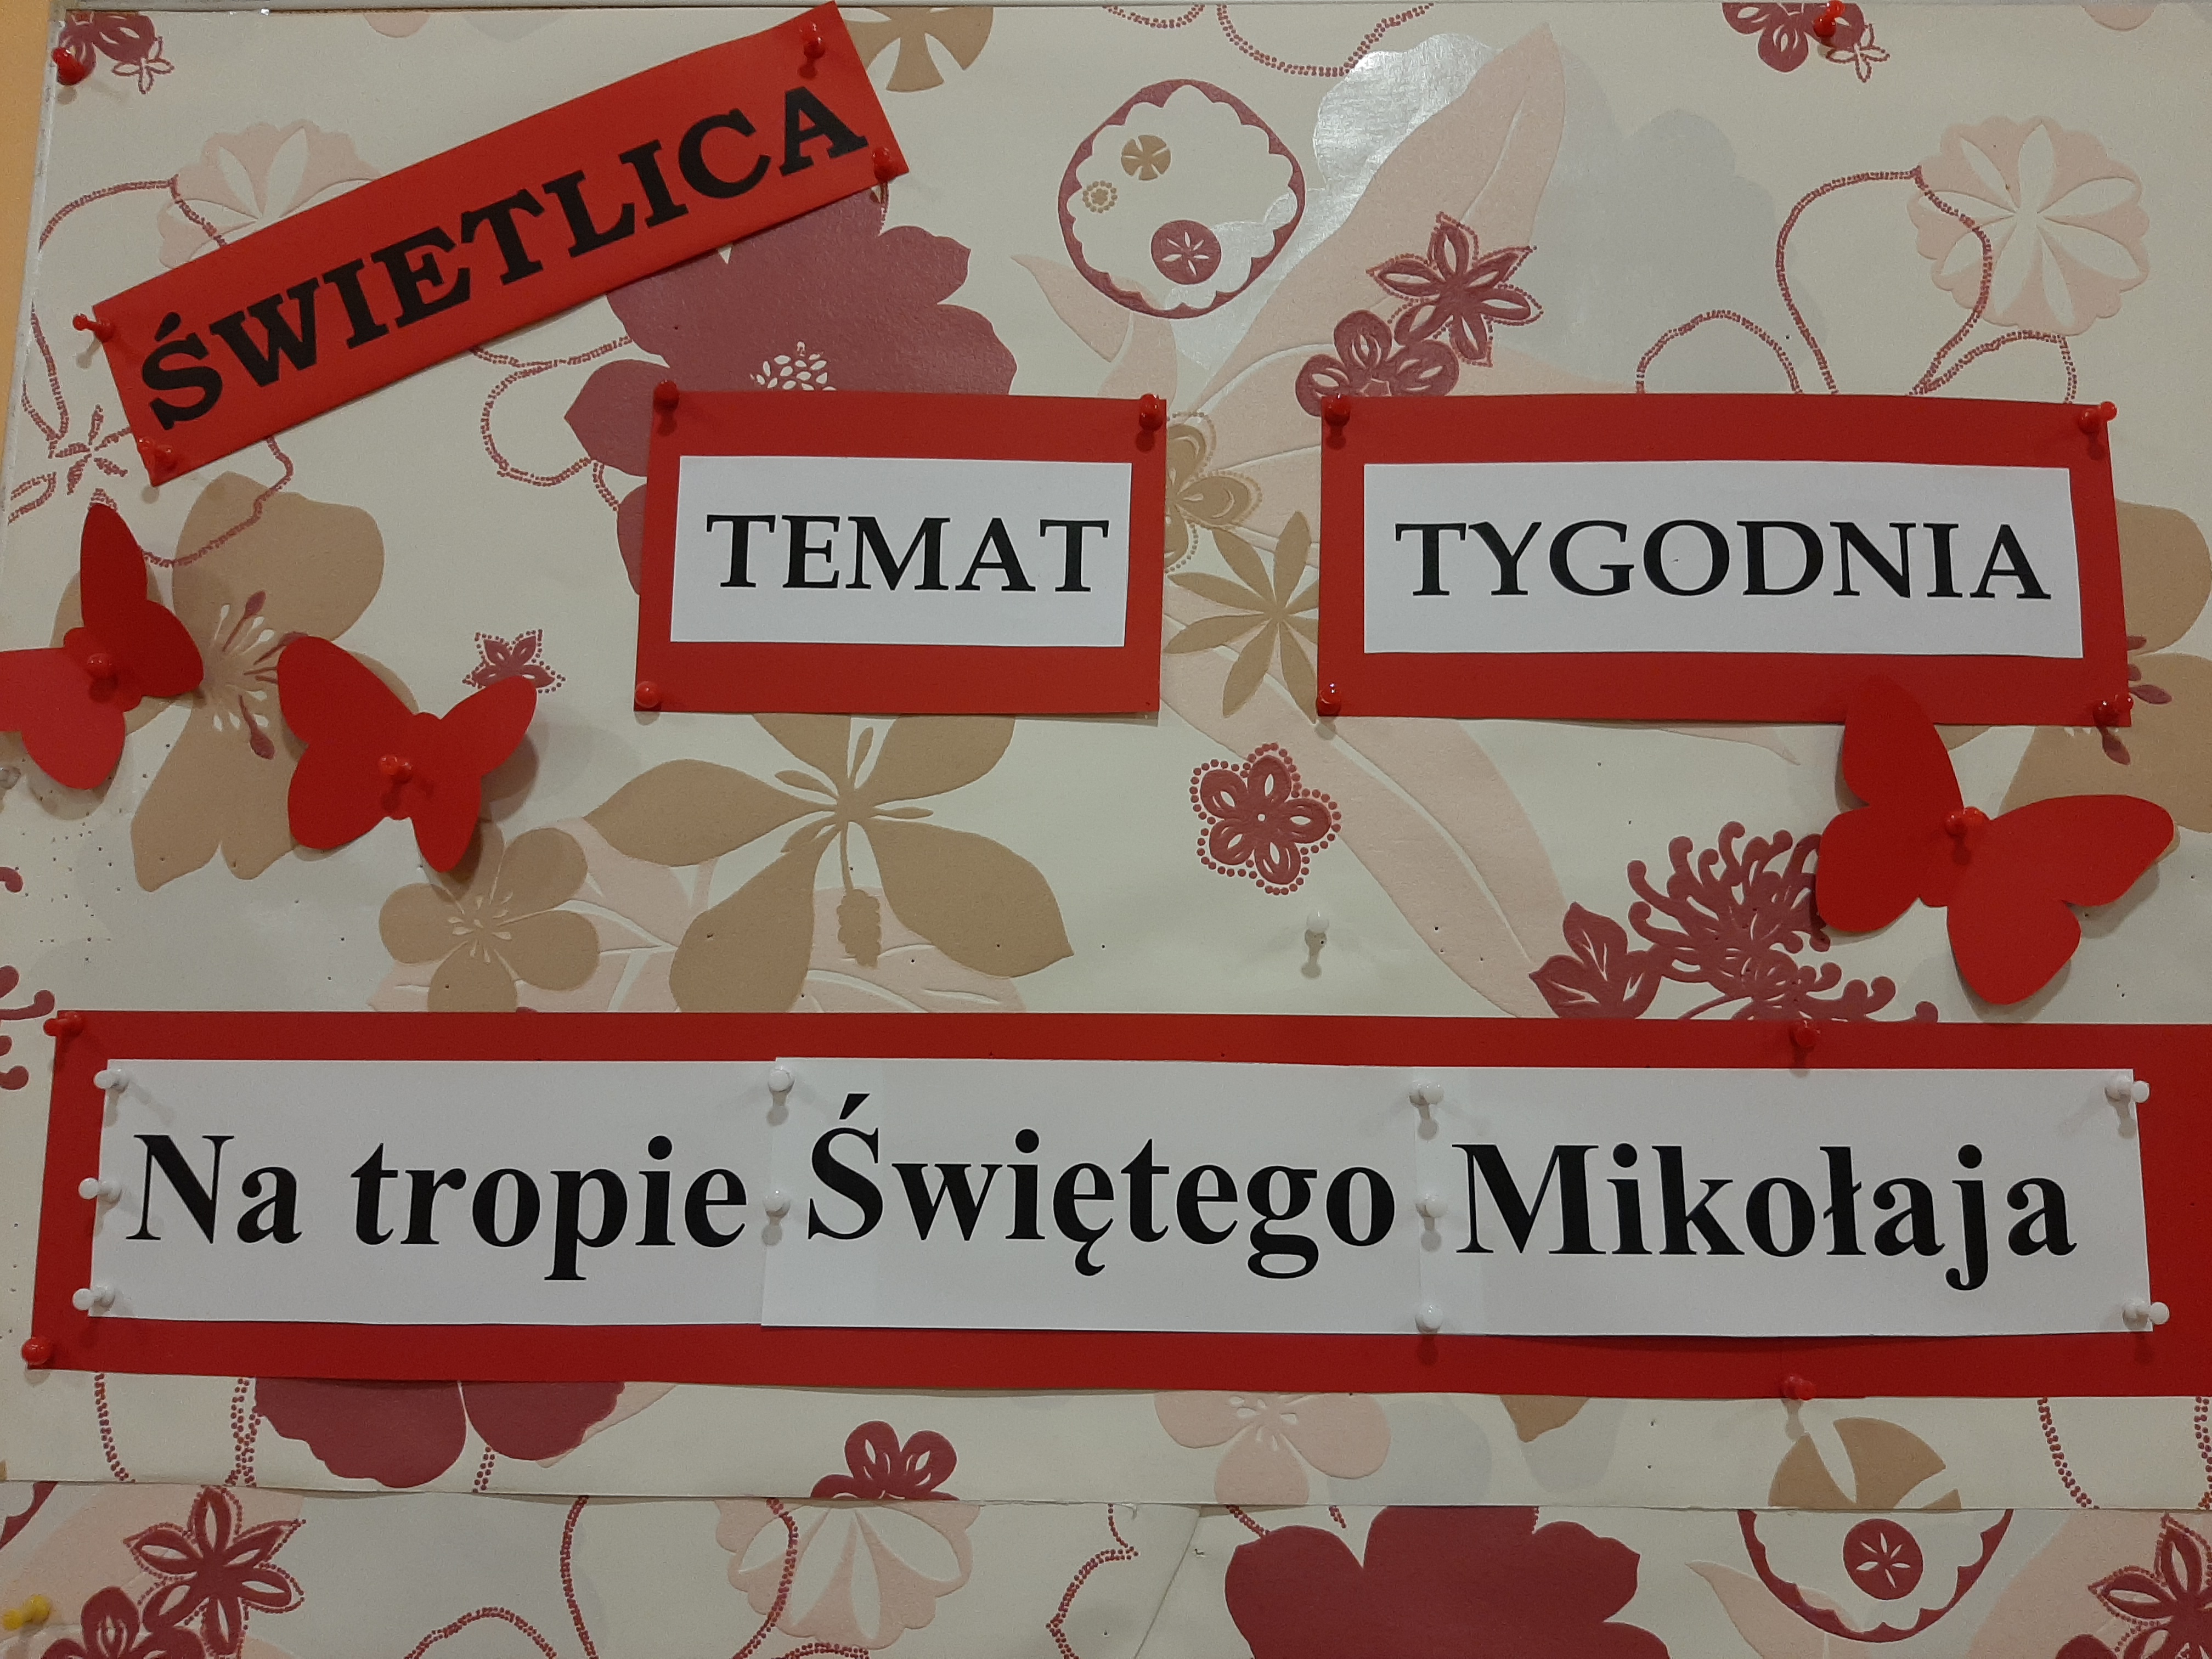 ŚWIETLICA
TEMAT TYGODNIA
Na tropie Świętego Mikołaja